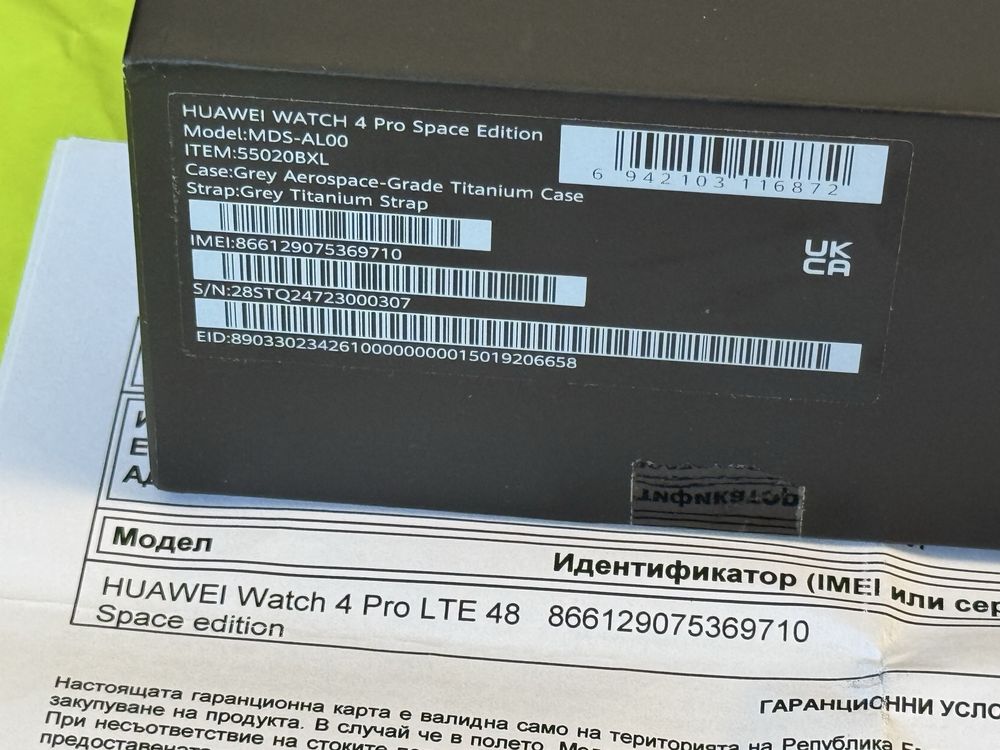 HUAWEI WATCH 4 Pro Space Edition
Model:MDS-AL00
ITEM:55020BXL
Case:Grey Aerospace-Grade Titanium Case
Strap:Grey Titanium Strap
6 942103 116872
IMEI:866129075369710
S/N:28STQ24723000307
EID:89033023426100000000015019206658
UK
CA
Модел
Идентификатор (IMEI или сер
HUAWEI Watch 4 Pro LTE 48 866129075369710
Space edition
ГАРАНЦИОННИ УСЛО
Настоящата гаранционна карта е валидна само на територията на Република
закупуване на продукта. В случай че в полето
При несъответствие на стоките
предоставената